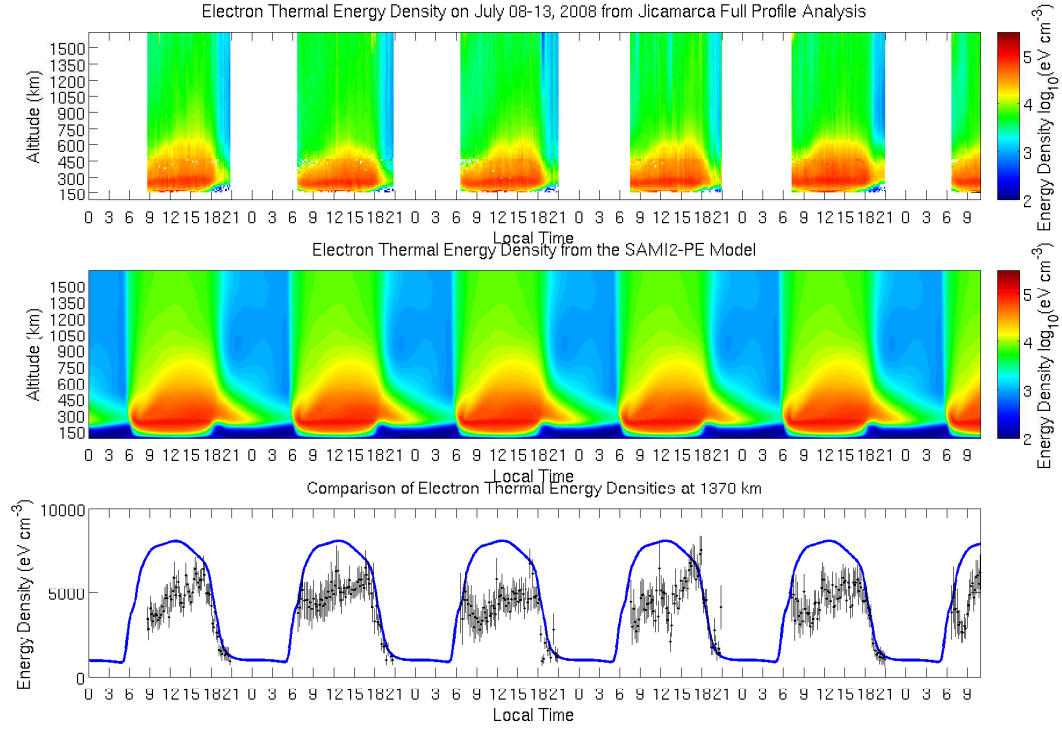 Electron Thermal Energy Density on July 08-13, 2008 from Jicamarca Full Profile Analysis
Altitude (km)
1500
1350
1200
1050
900
750
600
450
300
150
0 3 6 9 12 15 18 21 0 3 6 9 12 15 18 21 0 3 6 9 12 15 18 21 0 3 6 9 12 15 18 21 0 3 6 9 12 15 18 21 0 3 6 9
Local Time
5
4
3
2
Energy Density log10(eV cm-3)
Electron Thermal Energy Density from the SAMI2-PE Model
Altitude (km)
1500
1350
1200
1050
900
750
600
450
300
150
0 3 6 9 12 15 18 21 0 3 6 9 12 15 18 21 0 3 6 9 12 15 18 21 0 3 6 9 12 15 18 21 0 3 6 9 12 15 18 21 0 3 6 9
Local Time
5
4
3
2
Energy Density log10(eV cm-3)
Comparison of Electron Thermal Energy Densities at 1370 km
Energy Density (eV cm-3)
10000
5000
0
0 3 6 9 12 15 18 21 0 3 6 9 12 15 18 21 0 3 6 9 12 15 18 21 0 3 6 9 12 15 18 21 0 3 6 9 12 15 18 21 0 3 6 9
Local Time